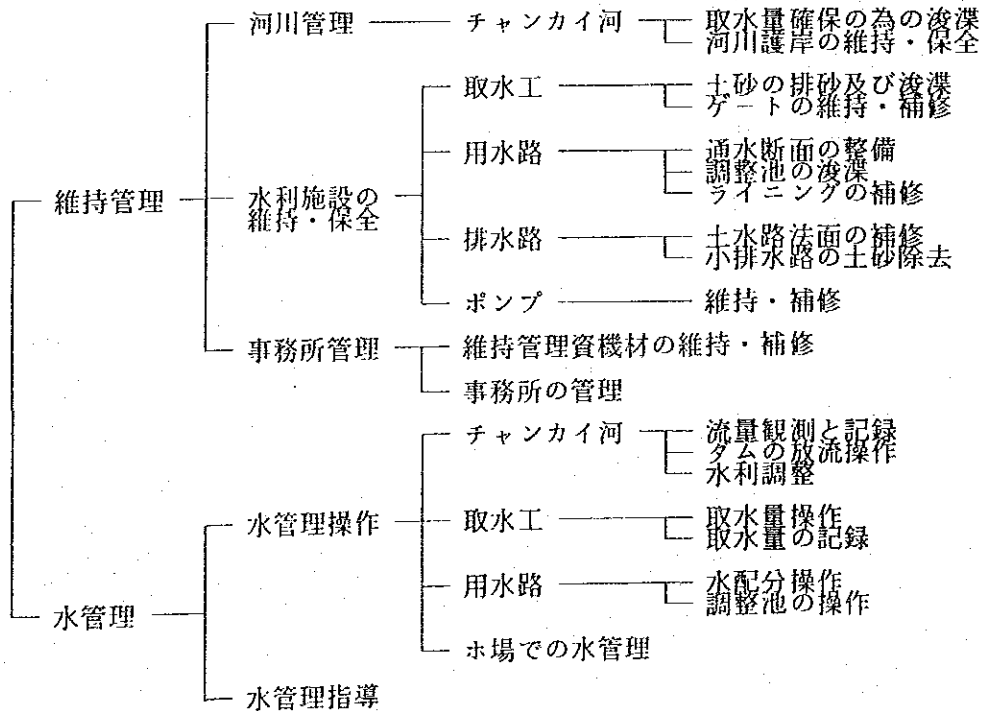 河川管理
チャンカイ河
取水量確保の為の浚渫
河川護岸の維持・保全
取水工
土砂の排砂及び浚渫
ゲートの維持・補修
用水路
通水断面の整備
調整池の浚渫
ライニングの補修
維持管理
水利施設の
維持・保全
排水路
土水路法面の補修
小排水路の土砂除去
ポンプ
維持・補修
事務所管理
維持管理資機材の維持・補修
事務所の管理
チャンカイ河
流量観測と記録
ダムの放流操作
水利調整
水管理操作
取水工
取水量操作
取水量の記録
用水路
水配分操作
調整池の操作
水管理
ホ場での水管理
水管理指導